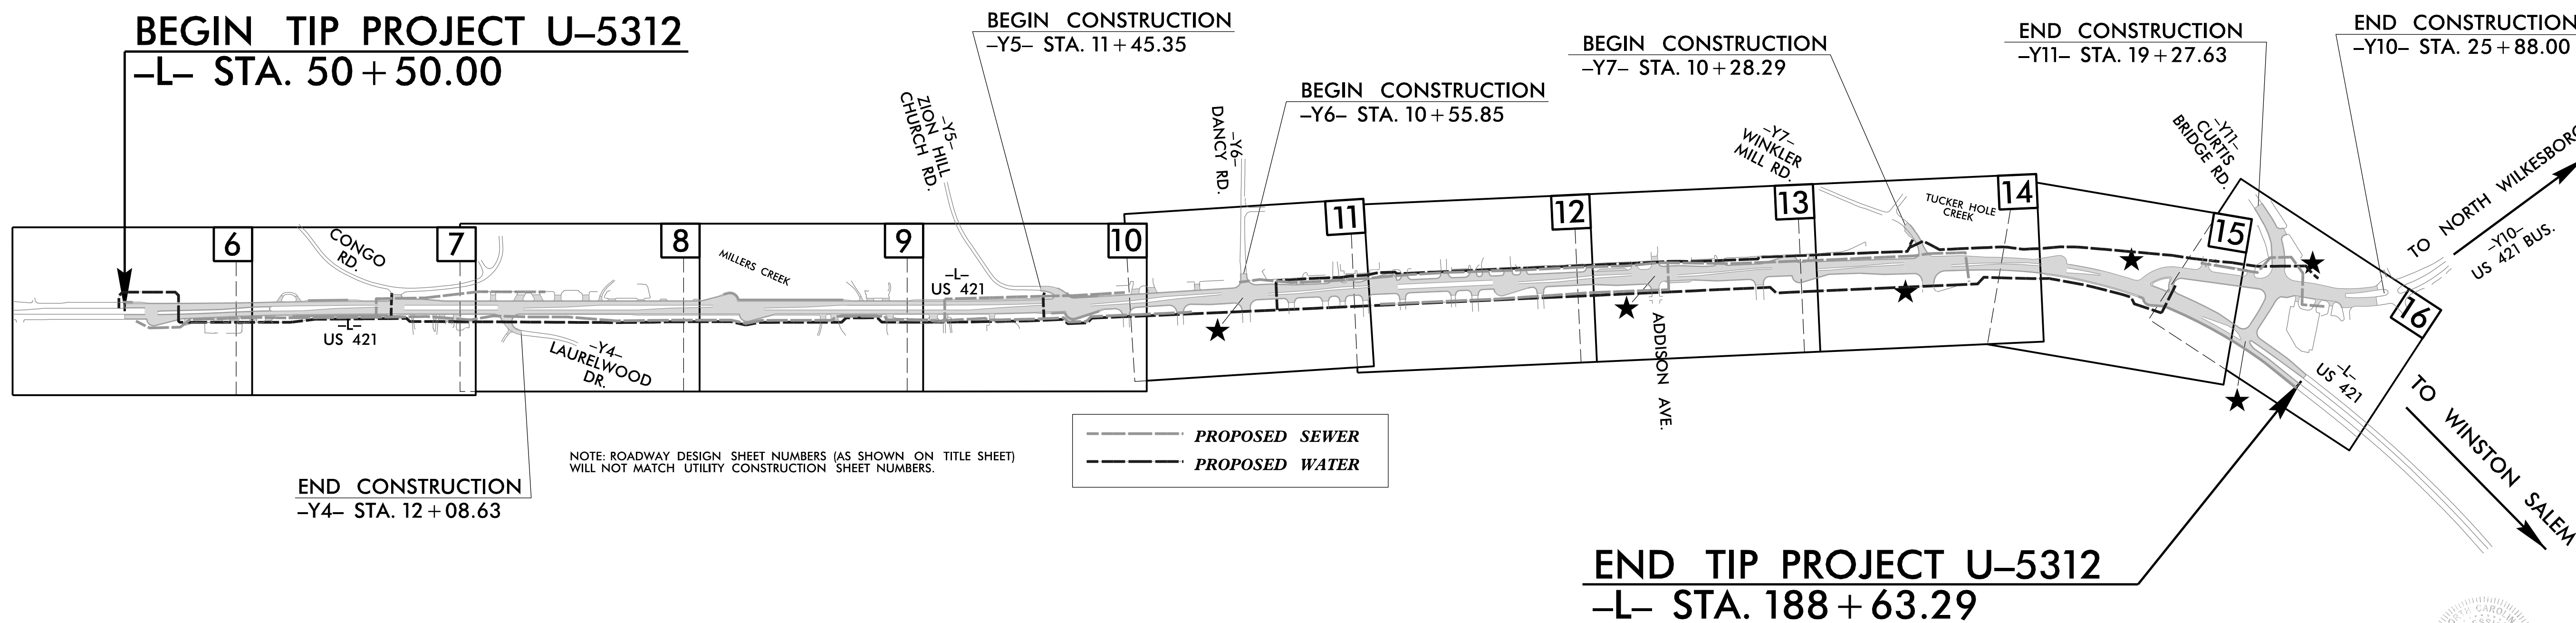 BEGIN TIP PROJECT U–5312
–L– STA. 50+50.00
BEGIN CONSTRUCTION
–Y5– STA. 11+45.35
BEGIN CONSTRUCTION
–Y6– STA. 10+55.85
BEGIN CONSTRUCTION
–Y7– STA. 10+28.29
END CONSTRUCTION
–Y11– STA. 19+27.63
END CONSTRUCTION
–Y10– STA. 25+88.00
–Y5–
ZION HILL
CHURCH RD.
–Y6–
DANCY RD.
–Y7–
WINKLER
MILL RD.
–Y11–
CURTIS
BRIDGE RD.
TO NORTH WILKESBORO
–Y10–
US 421 BUS.
6
CONGO
RD.
7
8
MILLERS CREEK
9
–L–
US 421
10
11
12
13
TUCKER HOLE
CREEK
14
15
16
–L–
US 421
–Y4–
LAURELWOOD
DR.
ADDISON AVE.
–L–
US 421
TO WINSTON SALEM
NOTE: ROADWAY DESIGN SHEET NUMBERS (AS SHOWN ON TITLE SHEET)
WILL NOT MATCH UTILITY CONSTRUCTION SHEET NUMBERS.
PROPOSED SEWER
PROPOSED WATER
END CONSTRUCTION
–Y4– STA. 12+08.63
END TIP PROJECT U–5312
–L– STA. 188+63.29